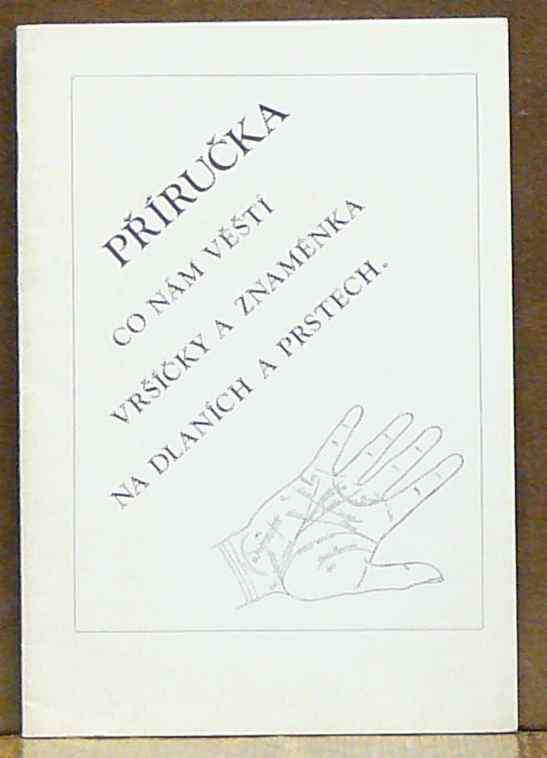 PŘÍRUČKA
CO NÁM VĚŠTÍ
VRŠÍČKY A ZNAMÉNKA
NA DLANÍCH A PRSTECH.